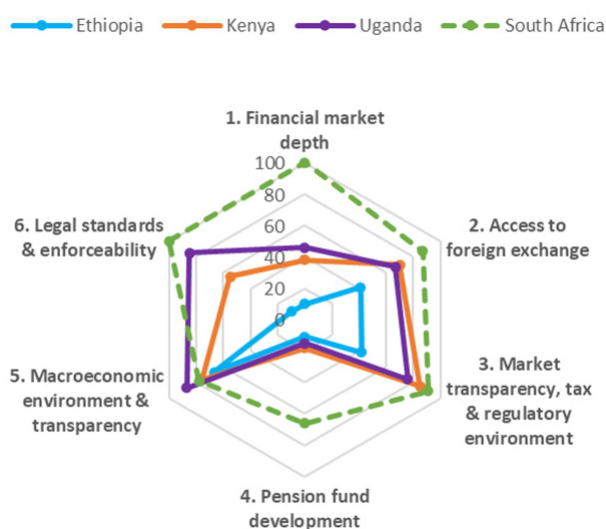 Ethiopia Kenya Uganda South Africa
1. Financial market
depth
100
80
60
40
20
0
2. Access to
foreign exchange
3. Market
transparency, tax
& regulatory
environment
4. Pension fund
development
5. Macroeconomic
environment &
transparency
6. Legal standards
& enforceability